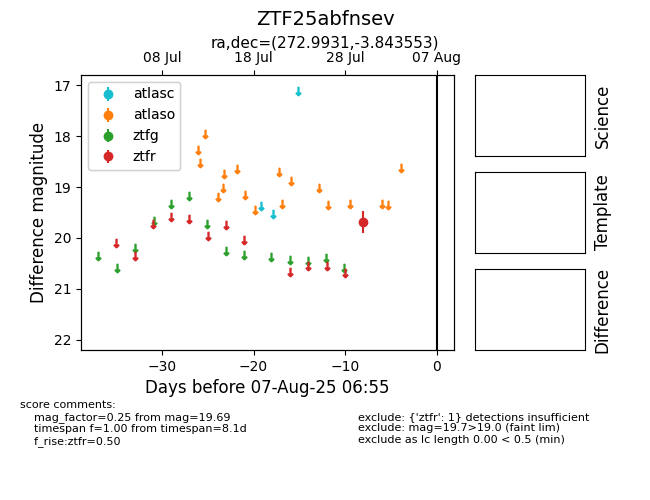 ZTF25abfnsev
ra,dec=(272.9931,-3.843553)
08 Jul 18 Jul 28 Jul 07 Aug
17
18
19
20
21
22
Difference magnitude
atlasc
atlaso
ztfg
ztfr
−30 −20 −10 0
Days before 07-Aug-25 06:55
Science
Template
Difference
score comments:
mag_factor=0.25 from mag=19.69
timespan f=1.00 from timespan=8.1d
f_rise:ztfr=0.50
exclude: {'ztfr': 1} detections insufficient
exclude: mag=19.7>19.0 (faint lim)
exclude as lc length 0.00 < 0.5 (min)